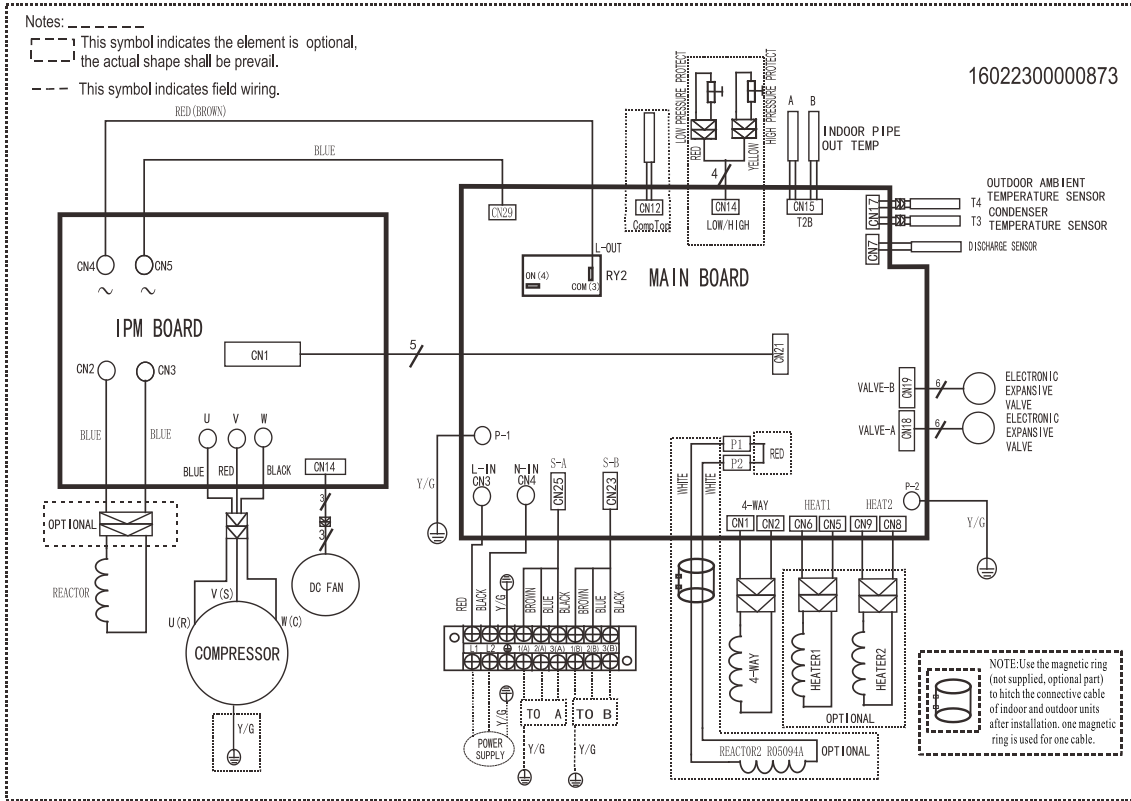 Notes:
This symbol indicates the element is optional,
the actual shape shall be prevail.
This symbol indicates field wiring.
16022300000873
RED(BROWN)
BLUE
LOW PRESSURE PROTECT
HIGH PRESSURE PROTECT
RED
YELLOW
4
A B
INDOOR PIPE
OUT TEMP
CN12
CompTop
CN14
LOW/HIGH
CN15
T2B
CN17
CN7
T4
OUTDOOR AMBIENT
TEMPERATURE SENSOR
T3
CONDENSER
TEMPERATURE SENSOR
DISCHARGE SENSOR
CN29
L-OUT
ON(4)
COM(3)
RY2
MAIN BOARD
CN4
CN5
IPM BOARD
CN1
5
CN21
CN2
CN3
BLUE
BLUE
U V W
BLUE
RED
BLACK
CN14
3
3
DC FAN
OPTIONAL
REACTOR
U(R)
V(S)
W(C)
COMPRESSOR
Y/G
VALVE-B
CN19
6
ELECTRONIC
EXPANSIVE
VALVE
VALVE-A
CN18
6
ELECTRONIC
EXPANSIVE
VALVE
P-1
Y/G
L-IN
CN3
N-IN
CN4
S-A
CN25
S-B
CN23
P1
P2
RED
WHITE
WHITE
P-2
Y/G
4-WAY
HEAT1
HEAT2
CN1
CN2
CN6
CN5
CN9
CN8
RED
BLACK
Y/G
BROWN
BLUE
BLACK
BROWN
BLUE
BLACK
L1 L2 1(A) 2(A) 3(A) 1(B) 2(B) 3(B)
Y/G
TO A
TO B
POWER
SUPPLY
Y/G
Y/G
4-WAY
HEATER1
HEATER2
OPTIONAL
REACTOR2 R05094A
OPTIONAL
NOTE:Use the magnetic ring
(not supplied, optional part)
to hitch the connective cable
of indoor and outdoor units
after installation. one magnetic
ring is used for one cable.